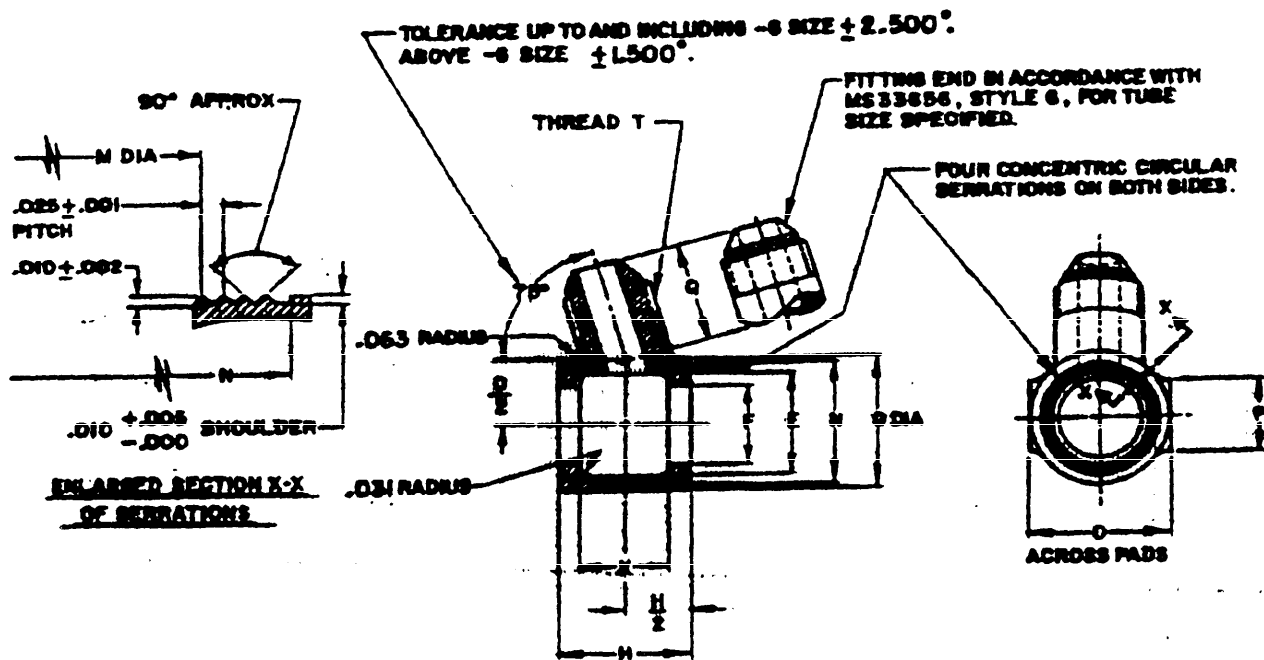 TOLERANCE UP TO AND INCLUDING -6 SIZE ± 2.500°.
ABOVE -6 SIZE ±1.500°.
90° APPROX
FITTING END IN ACCORDANCE WITH
MS33656, STYLE 6, FOR TUBE
SIZE SPECIFIED.
THREAD T
M DIA
FOUR CONCENTRIC CIRCULAR
SERRATIONS ON BOTH SIDES.
.025±.001
PITCH
.010±.002
Q
X
.063 RADIUS
N
DIA
X
.010 +.005 -.000 SHOULDER
ENLARGED SECTION X-X
OF SERRATIONS
.031 RADIUS
ACROSS PADS
H
H